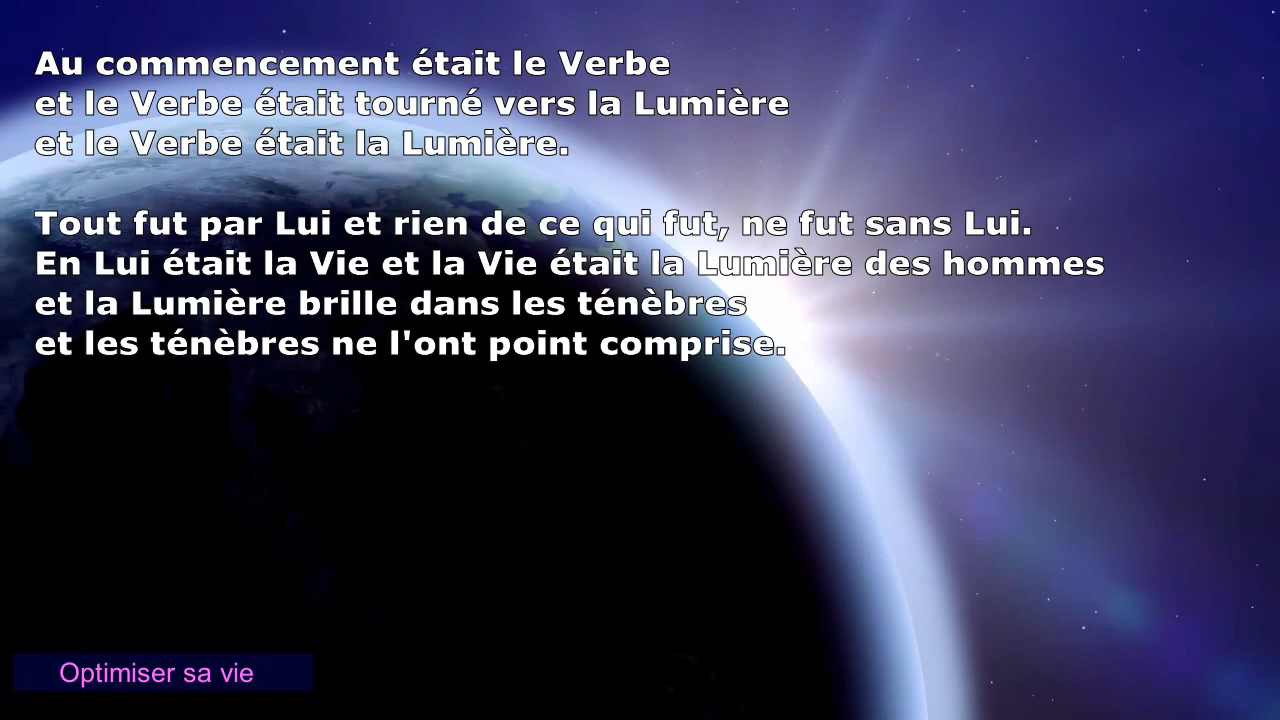 Au commencement était le Verbe
et le Verbe était tourné vers la Lumière
et le Verbe était la Lumière.
Tout fut par Lui et rien de ce qui fut, ne fut sans Lui.
En Lui était la Vie et la Vie était la Lumière des hommes
et la Lumière brille dans les ténèbres
et les ténèbres ne l'ont point comprise.
Optimiser sa vie